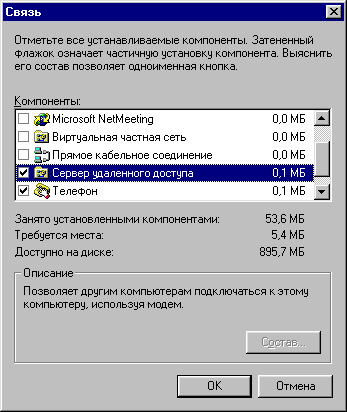 Связь
Отметьте все устанавливаемые компоненты. Затененный
флажок означает частичную установку компонента. Выяснить
его состав позволяет одноименная кнопка.
Компоненты:
Microsoft NetMeeting 0,0 МБ
Виртуальная частная сеть 0,0 МБ
Прямое кабельное соединение 0,0 МБ
Сервер удаленного доступа 0,1 МБ
Телефон 0,1 МБ
Занято установленными компонентами: 53,6 МБ
Требуется места: 5,4 МБ
Доступно на диске: 895,7 МБ
Описание
Позволяет другим компьютерам подключаться к этому
компьютеру, используя модем.
Состав...
OK Отмена